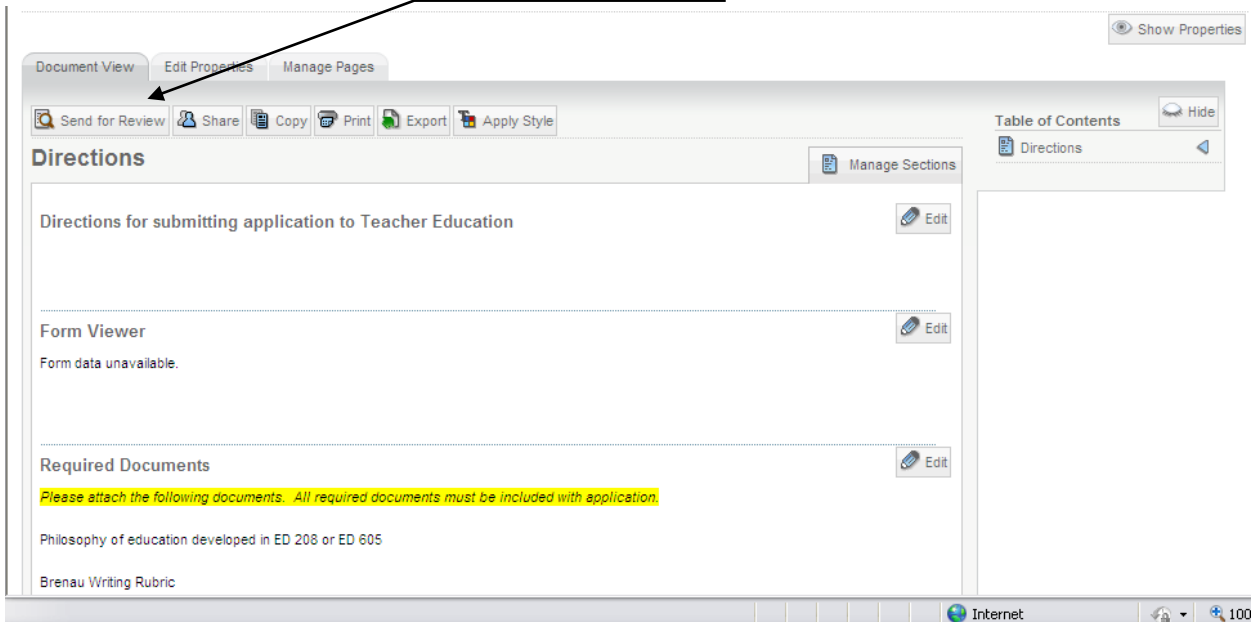 Show Properties
Document View Edit Properties Manage Pages
Send for Review Share Copy Print Export Apply Style
Table of Contents Hide
Directions
Directions
Manage Sections
Directions for submitting application to Teacher Education
Edit
Form Viewer
Edit
Form data unavailable.
Required Documents
Edit
Please attach the following documents. All required documents must be included with application.
Philosophy of education developed in ED 208 or ED 605
Brenau Writing Rubric
Internet
100